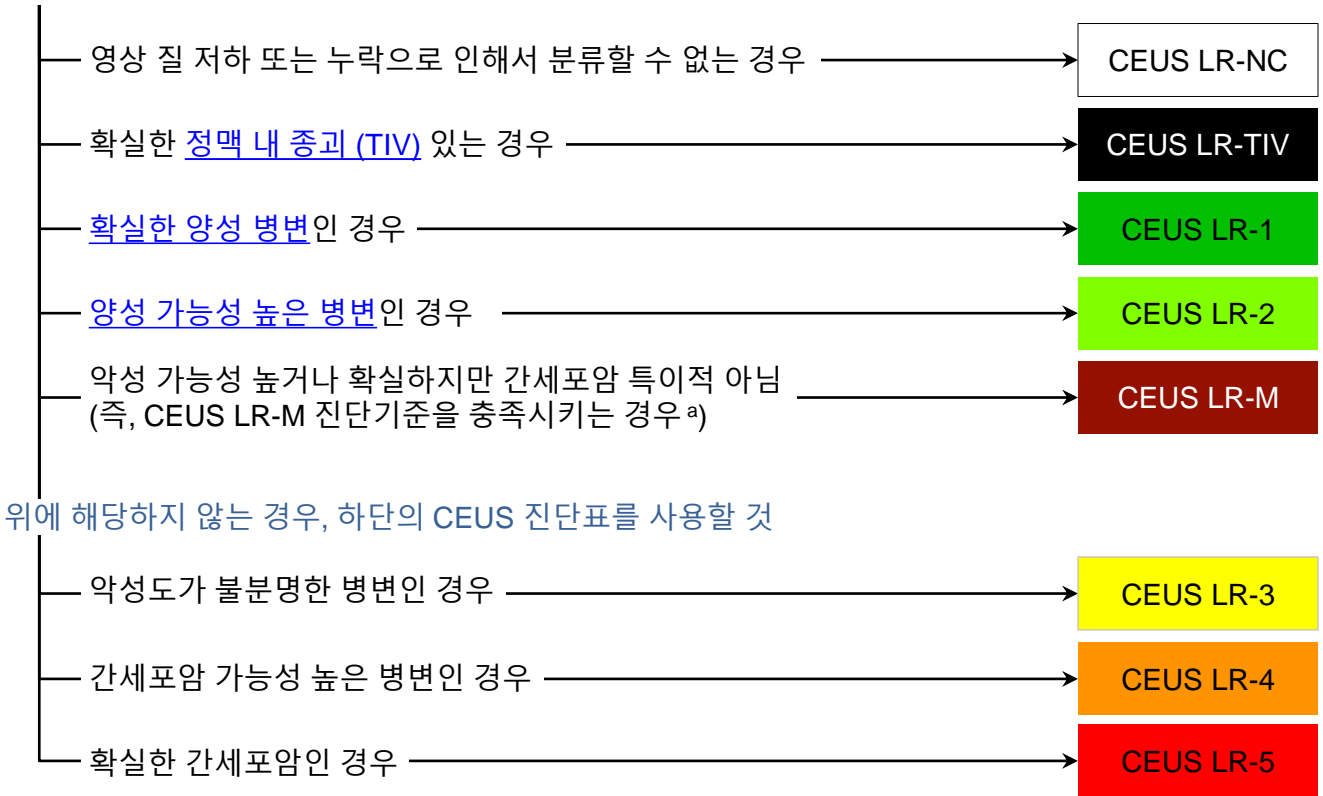 영상 질 저하 또는 누락으로 인해서 분류할 수 없는 경우 CEUS LR-NC
확실한 정맥 내 종괴 (TIV) 있는 경우 CEUS LR-TIV
확실한 양성 병변인 경우 CEUS LR-1
양성 가능성 높은 병변인 경우 CEUS LR-2
악성 가능성 높거나 확실하지만 간세포암 특이적 아님
(즉, CEUS LR-M 진단기준을 충족시키는 경우 a) CEUS LR-M
위에 해당하지 않는 경우, 하단의 CEUS 진단표를 사용할 것
악성도가 불분명한 병변인 경우 CEUS LR-3
간세포암 가능성 높은 병변인 경우 CEUS LR-4
확실한 간세포암인 경우 CEUS LR-5